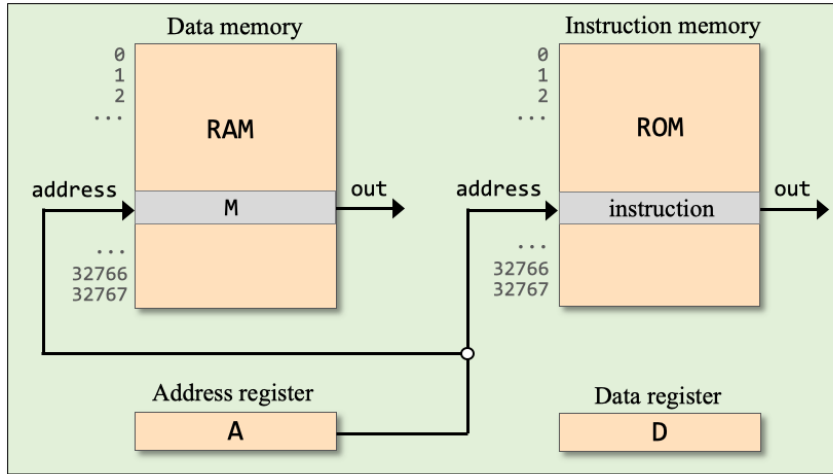 Data memory
0
1
2
...
RAM
address
M
out
...
32766
32767
Instruction memory
0
1
2
...
ROM
address
instruction
out
...
32766
32767
Address register
A
Data register
D